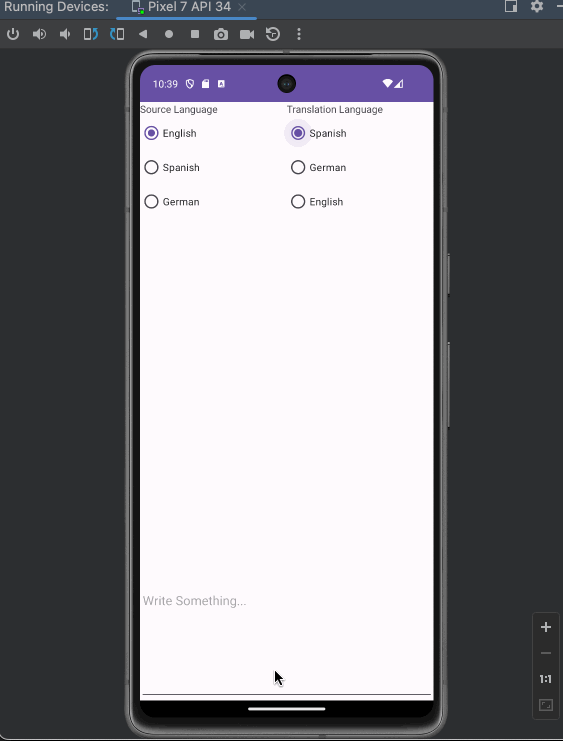 Running Devices: Pixel 7 API 34
10:39
Source Language Translation Language
English Spanish
Spanish German
German English
Write Something...
1:1